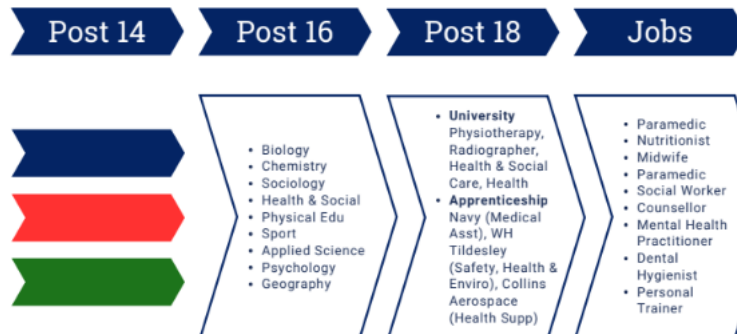 Post 14
Post 16
Post 18
Jobs
• Biology
• Chemistry
• Sociology
• Health & Social
• Physical Edu
• Sport
• Applied Science
• Psychology
• Geography
• University
Physiotherapy,
Radiographer,
Health & Social
Care, Health
• Apprenticeship
Navy (Medical
Asst), WH
Tildesley
(Safety, Health &
Enviro), Collins
Aerospace
(Health Supp)
• Paramedic
• Nutritionist
• Midwife
• Paramedic
• Social Worker
• Counsellor
• Mental Health
Practitioner
• Dental
Hygienist
• Personal
Trainer